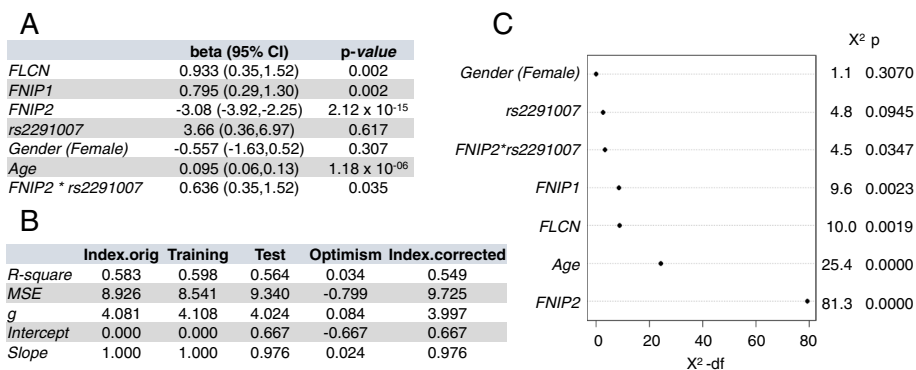 A
beta (95% CI) p-value
FLCN 0.933 (0.35,1.52) 0.002
FNIP1 0.795 (0.29,1.30) 0.002
FNIP2 -3.08 (-3.92,-2.25) 2.12 x 10⁻¹⁵
rs2291007 3.66 (0.36,6.97) 0.617
Gender (Female) -0.557 (-1.63,0.52) 0.307
Age 0.095 (0.06,0.13) 1.18 x 10⁻⁰⁶
FNIP2 * rs2291007 0.636 (0.35,1.52) 0.035
B
Index.orig Training Test Optimism Index.corrected
R-square 0.583 0.598 0.564 0.034 0.549
MSE 8.926 8.541 9.340 -0.799 9.725
g 4.081 4.108 4.024 0.084 3.997
Intercept 0.000 0.000 0.667 -0.667 0.667
Slope 1.000 1.000 0.976 0.024 0.976
C
X² p
Gender (Female) 1.1 0.3070
rs2291007 4.8 0.0945
FNIP2*rs2291007 4.5 0.0347
FNIP1 9.6 0.0023
FLCN 10.0 0.0019
Age 25.4 0.0000
FNIP2 81.3 0.0000
0 20 40 60 80
X² -df